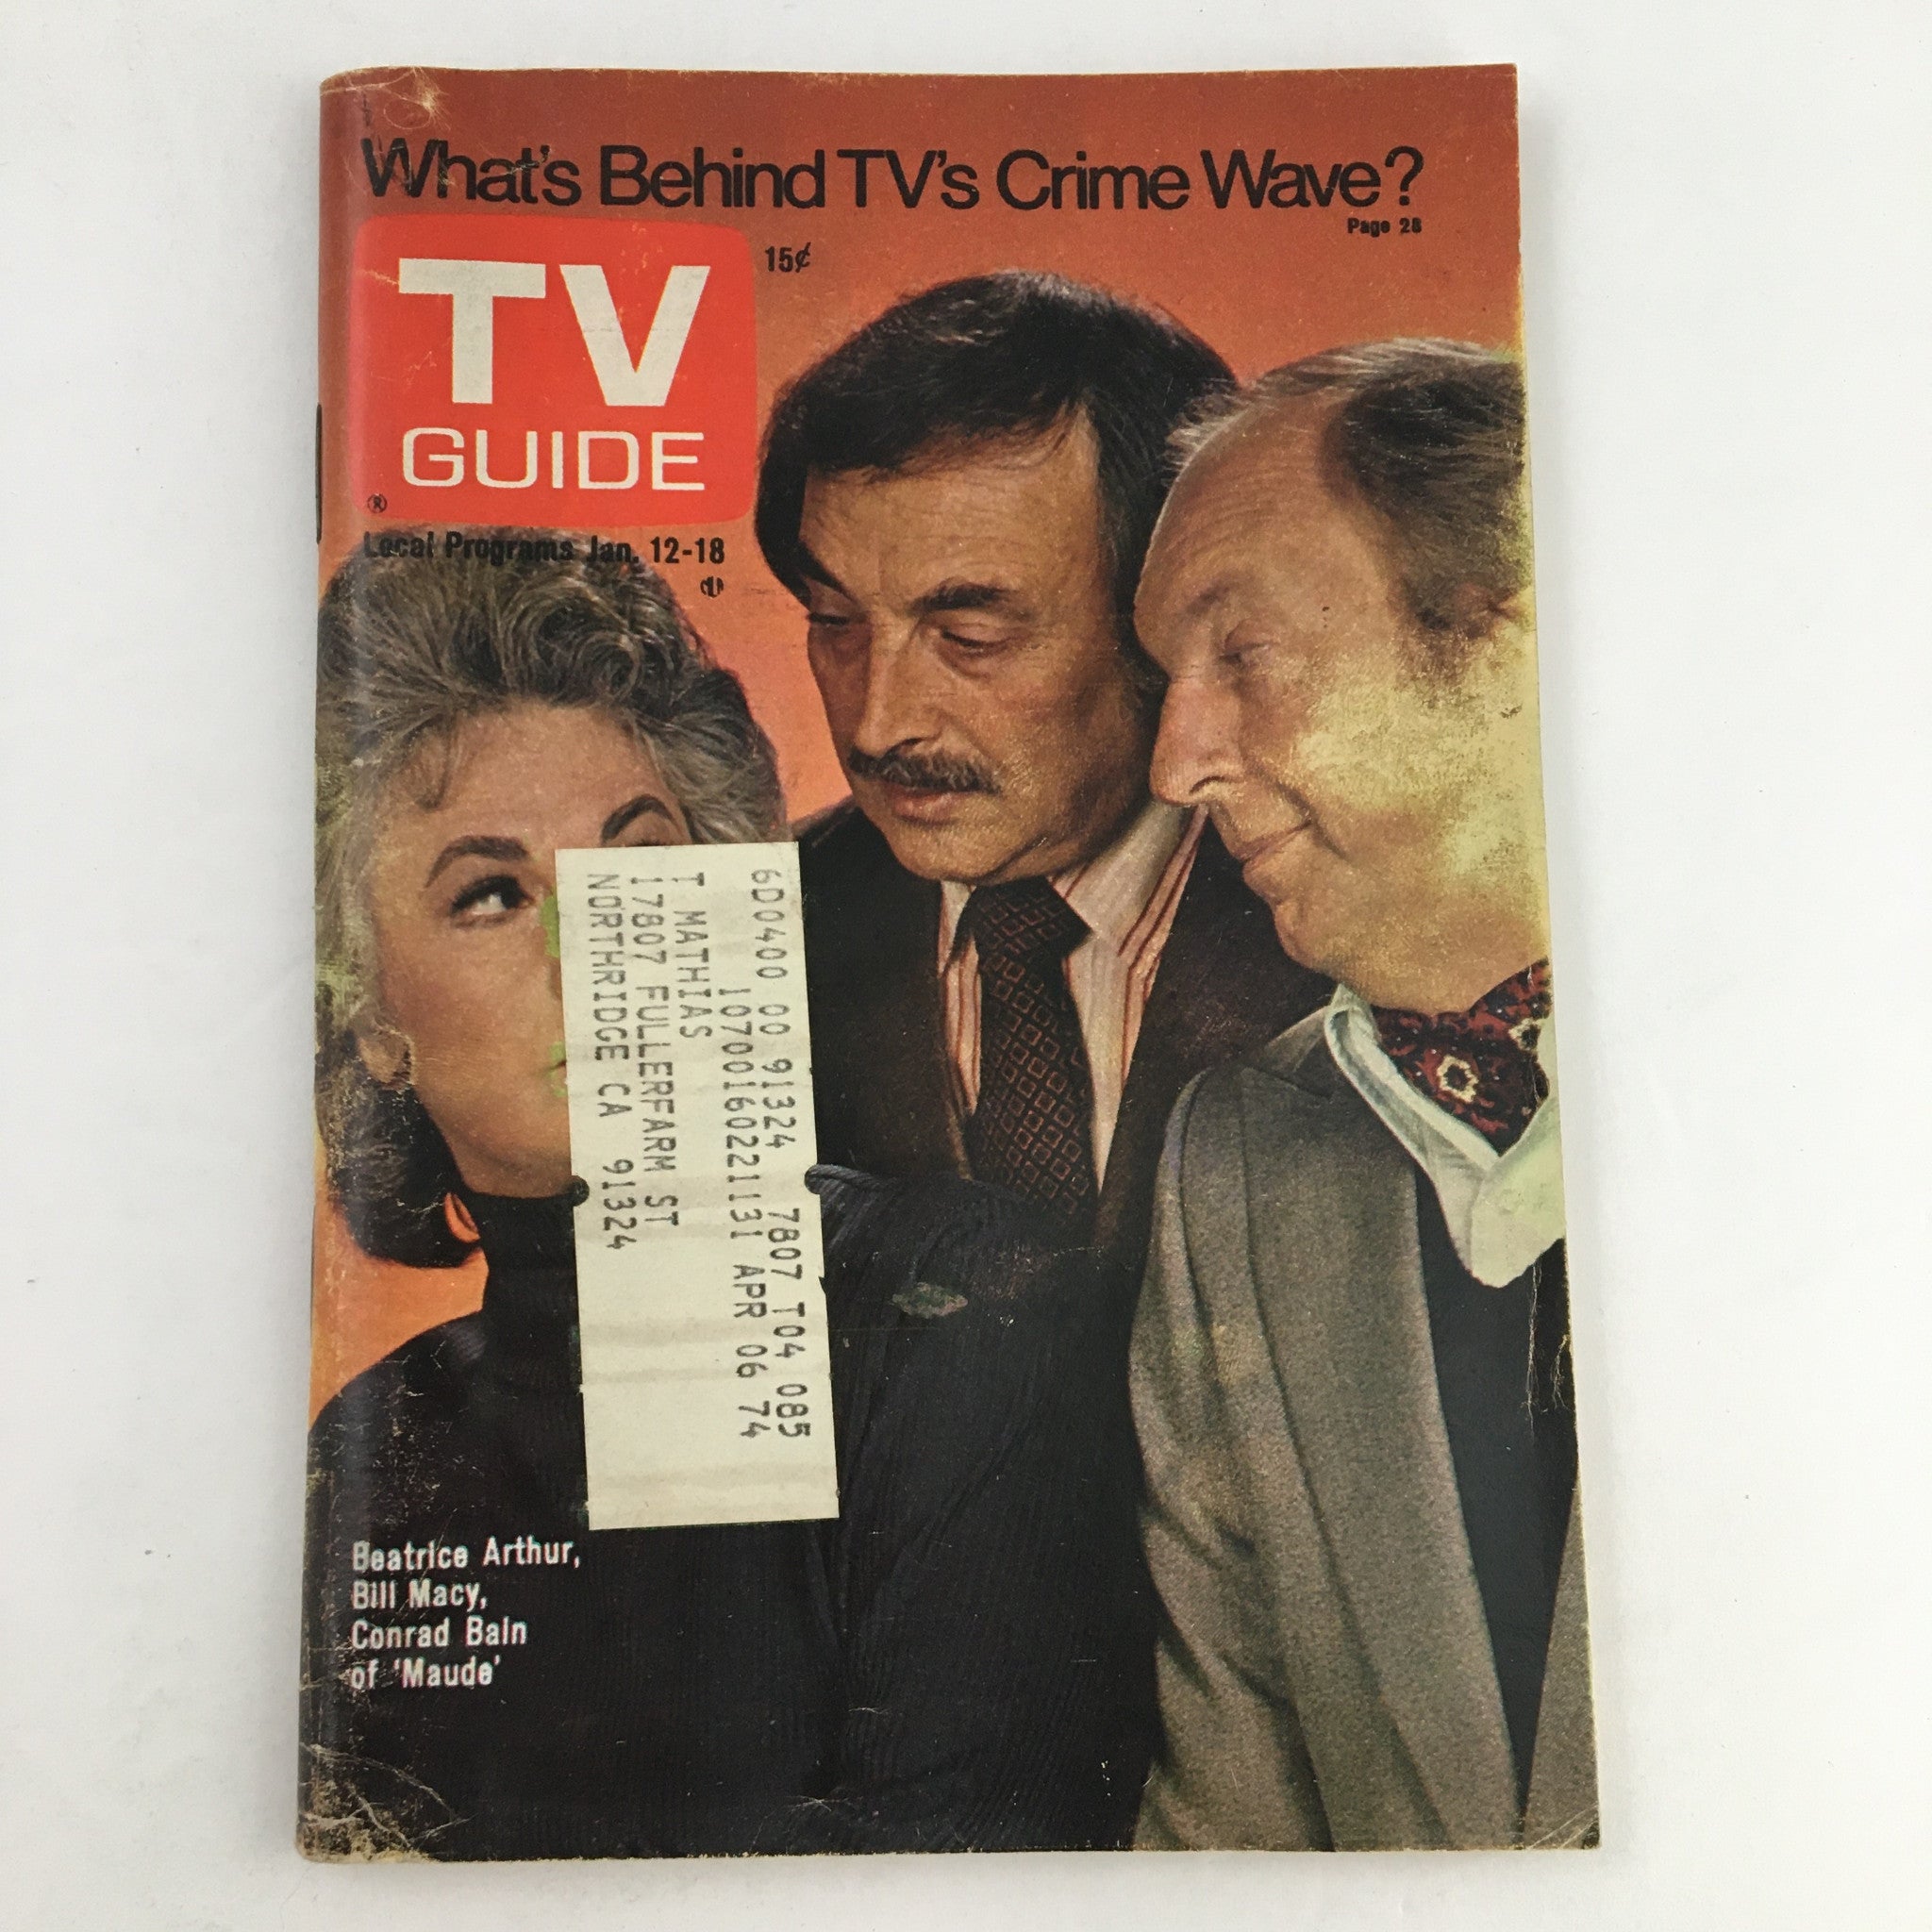 What's Behind TV's Crime Wave?
Page 28
TV
GUIDE
®
15¢
Local Programs Jan. 12-18
6D0400 00 91324 7807 T04 085
10700160221131 APR 06 74
T MATHIAS
17807 FULLERFARM ST
NORTHRIDGE CA 91324
Beatrice Arthur,
Bill Macy,
Conrad Bain
of 'Maude'